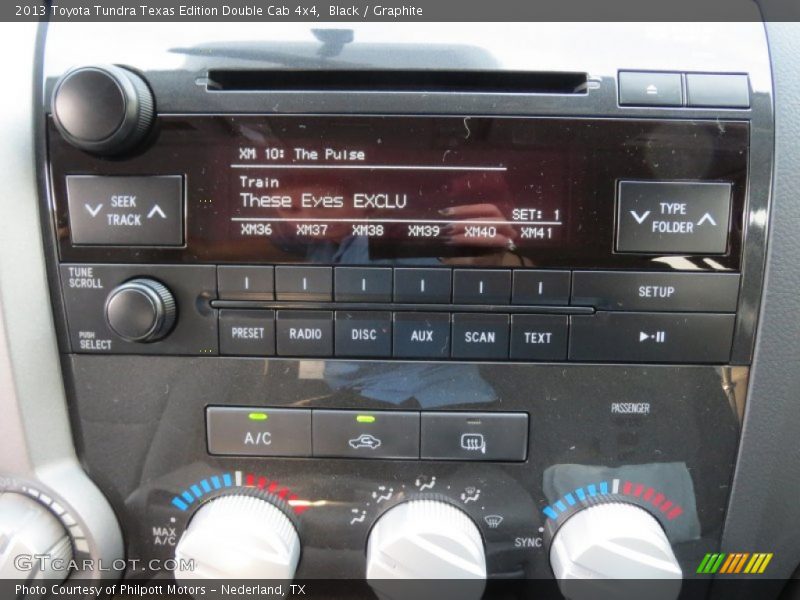 2013 Toyota Tundra Texas Edition Double Cab 4x4,  Black / Graphite
XM 10: The Pulse
Train
These Eyes EXCLU
SET: 1
XM36 XM37 XM38 XM39 XM40 XM41
SEEK
TRACK
TYPE
FOLDER
TUNE
SCROLL
PUSH
SELECT
SETUP
PRESET RADIO DISC AUX SCAN TEXT
PASSENGER
A/C
MAX
A/C
SYNC
GTCarLot.com
Photo Courtesy of Philpott Motors - Nederland, TX